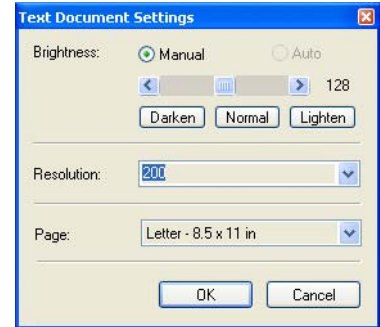 Text Document Settings
Brightness: Manual Auto
128
Darken Normal Lighten
Resolution: 200
Page: Letter - 8.5 x 11 in
OK Cancel